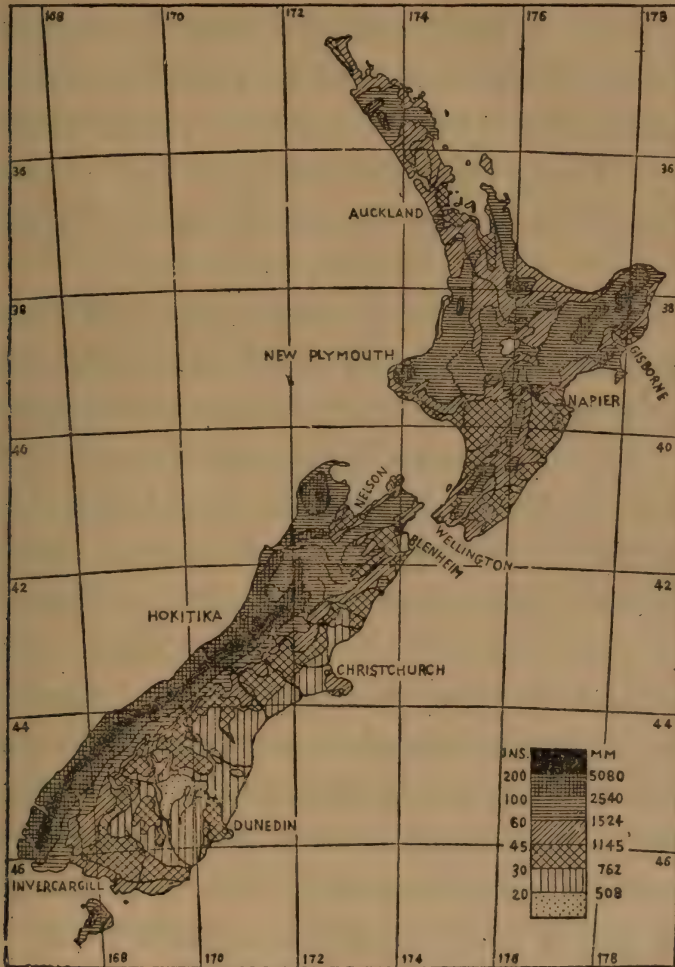 168 170 172 174 176 178
36 36
AUCKLAND
38 38
NEW PLYMOUTH
GISBORNE
NAPIER
40 40
NELSON
WELLINGTON
BLENHEIM
42 42
HOKITIKA
CHRISTCHURCH
44 44
INS. MM
200 5080
100 2540
60 1524
45 1145
30 762
20 508
DUNEDIN
46 46
INVERCARGILL
168 170 172 174 176 178